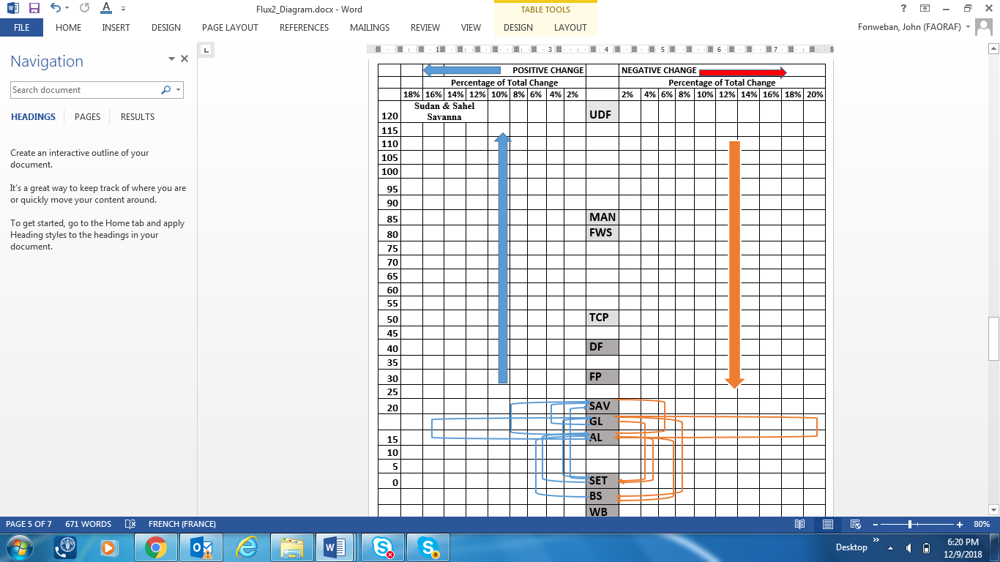 Flux2_Diagram.docx - Word
TABLE TOOLS
FILE HOME INSERT DESIGN PAGE LAYOUT REFERENCES MAILINGS REVIEW VIEW DESIGN LAYOUT Fonweban, John (FAORAF)
Navigation
Search document
HEADINGS PAGES RESULTS
Create an interactive outline of your
document.
It's a great way to keep track of where you are
or quickly move your content around.
To get started, go to the Home tab and apply
Heading styles to the headings in your
document.
1 3 4 5 6 7 8
POSITIVE CHANGE NEGATIVE CHANGE
Percentage of Total Change Percentage of Total Change
18% 16% 14% 12% 10% 8% 6% 4% 2% 2% 4% 6% 8% 10% 12% 14% 16% 18% 20%
Sudan & Sahel
Savanna
120 UDF
115
110
105
100
95
90
85 MAN
80 FWS
75
70
65
60
55
50 TCP
45
40 DF
35
30 FP
25
20 SAV
GL
15 AL
10
5
0 SET
BS
WB
PAGE 5 OF 7 671 WORDS FRENCH (FRANCE) 80%
Desktop
6:20 PM
12/9/2018